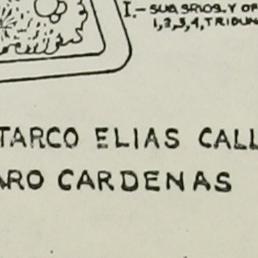 I.- SUB SRIOS. Y OF
1,2,3,4, TRIBUN
TARCO ELIAS CALL
ARO CARDENAS